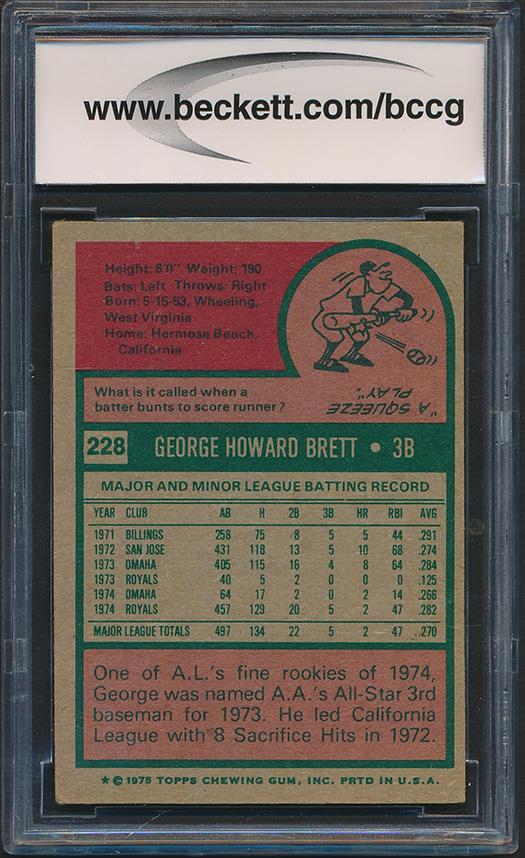 www.beckett.com/bccg
Height: 6'0" Weight: 190
Bats: Left Throws: Right
Born: 5-15-53, Wheeling,
West Virginia
Home: Hermosa Beach,
California
What is it called when a
batter bunts to score runner?
"A SQUEEZE
PLAY".
228 GEORGE HOWARD BRETT • 3B
MAJOR AND MINOR LEAGUE BATTING RECORD
YEAR CLUB AB H 2B 3B HR RBI AVG
1971 BILLINGS 258 75 8 5 5 44 .291
1972 SAN JOSE 431 118 13 5 10 68 .274
1973 OMAHA 405 115 16 4 8 64 .284
1973 ROYALS 40 5 2 0 0 0 .125
1974 OMAHA 64 17 2 0 2 14 .266
1974 ROYALS 457 129 20 5 2 47 .282
MAJOR LEAGUE TOTALS 497 134 22 5 2 47 .270
One of A.L.'s fine rookies of 1974,
George was named A.A.'s All-Star 3rd
baseman for 1973. He led California
League with 8 Sacrifice Hits in 1972.
★ © 1975 TOPPS CHEWING GUM, INC. PRTD IN U.S.A.